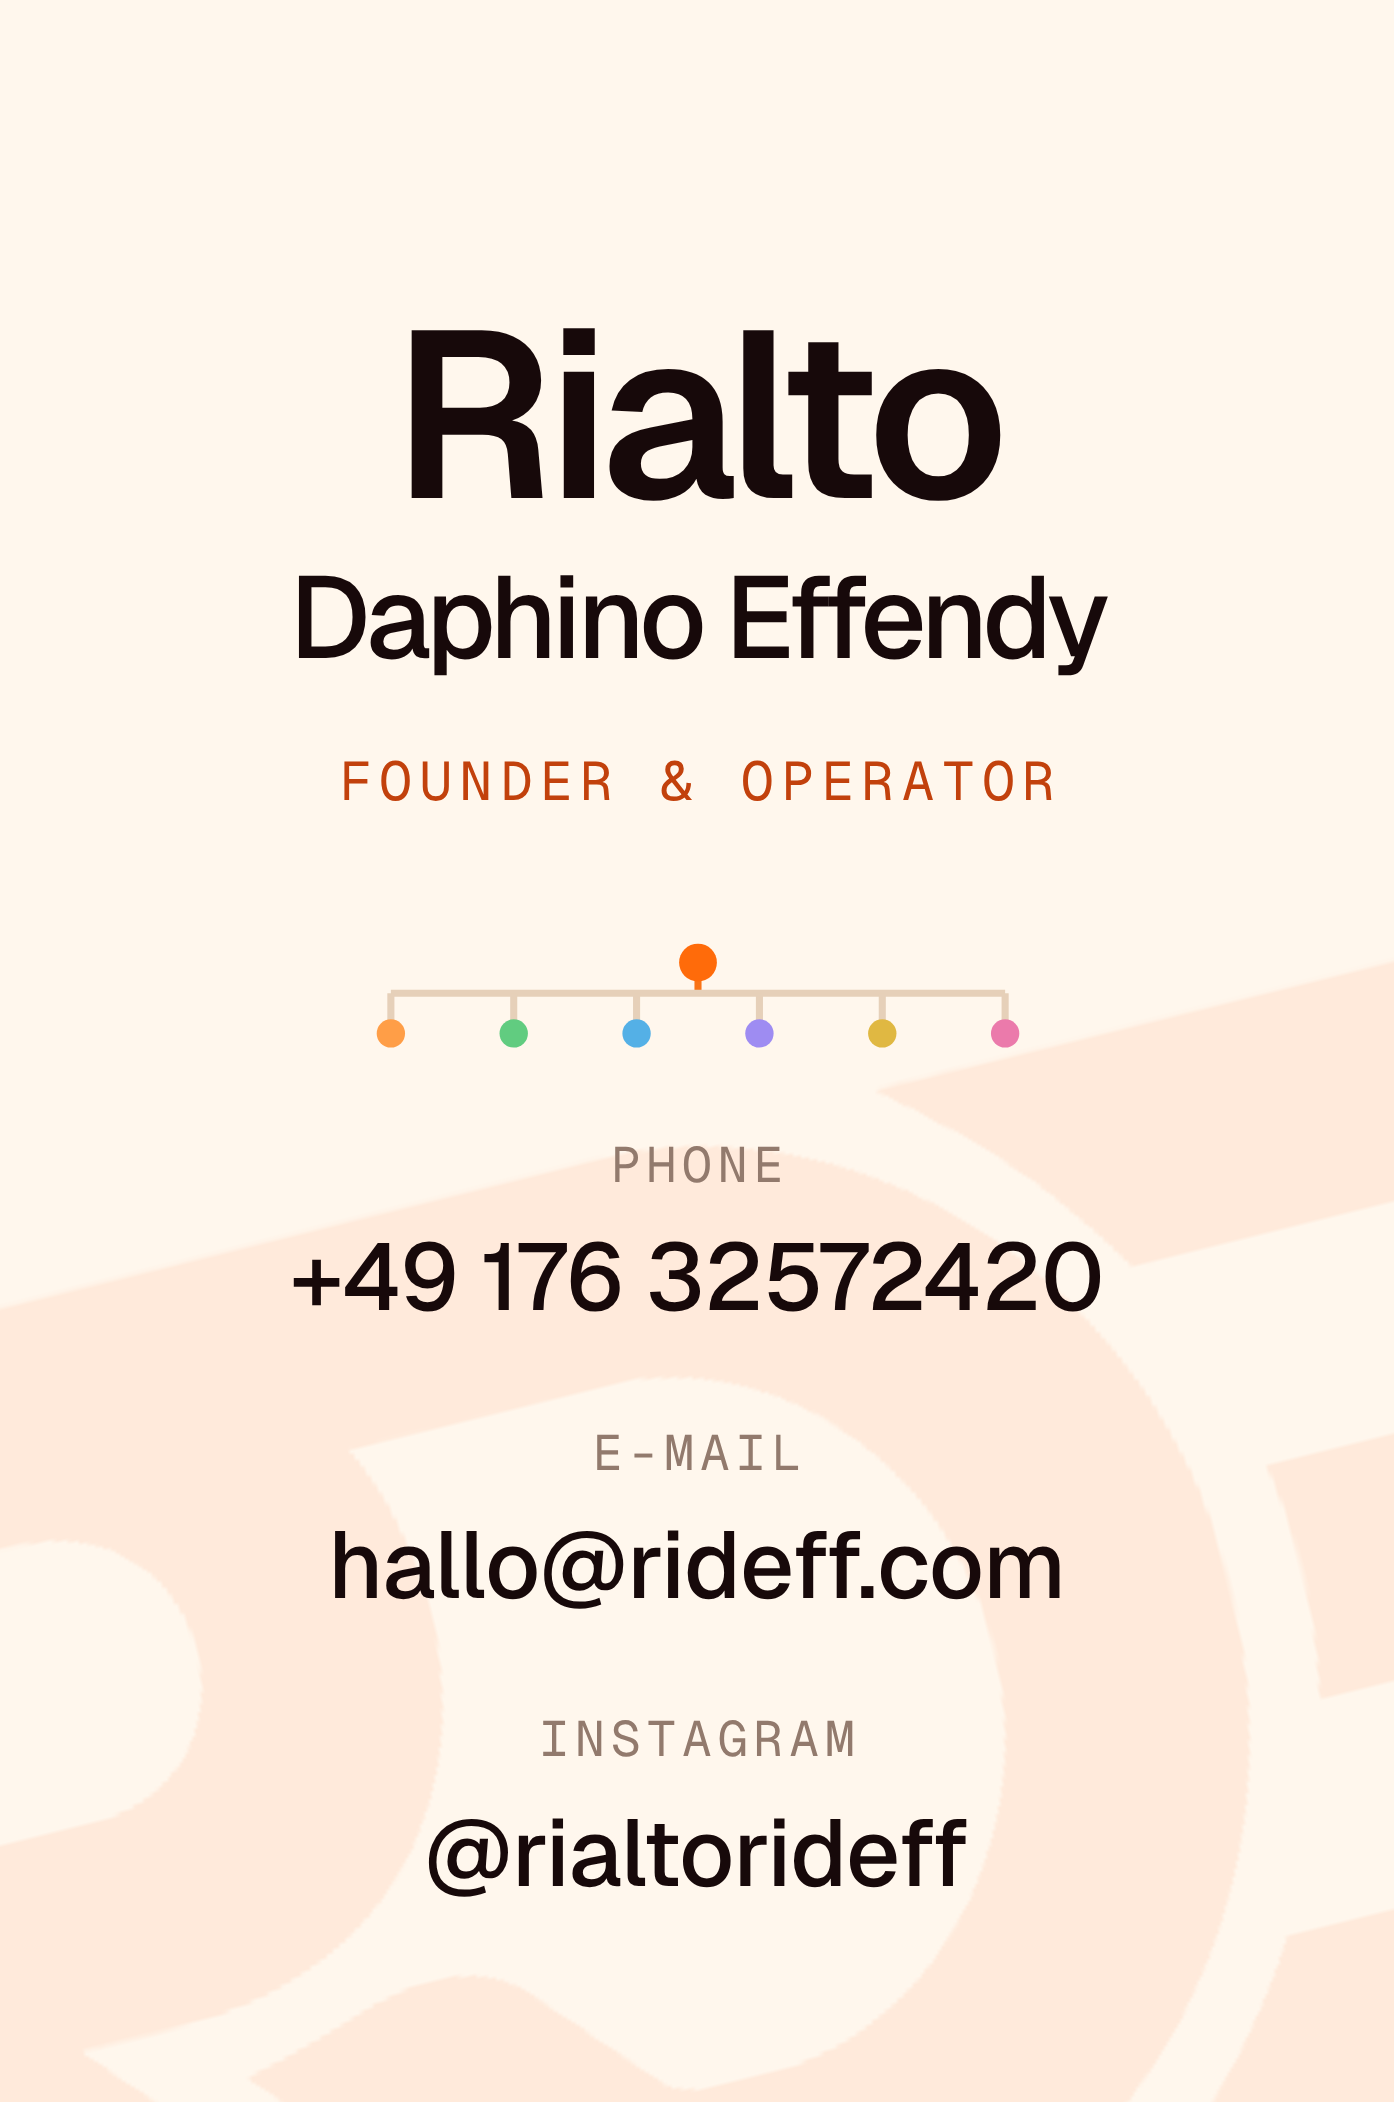 Rialto
Daphino Effendy
FOUNDER & OPERATOR
PHONE
+49 176 32572420
E-MAIL
hallo@rideff.com
INSTAGRAM
@rialtorideff